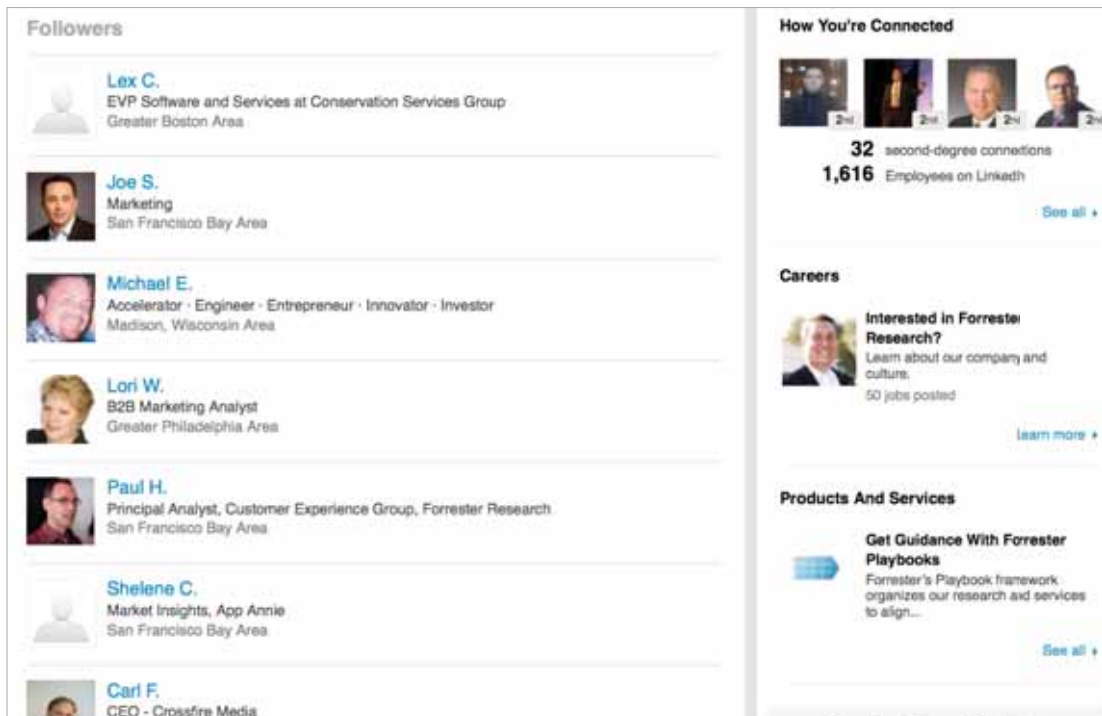 Followers
Lex C.
EVP Software and Services at Conservation Services Group
Greater Boston Area
Joe S.
Marketing
San Francisco Bay Area
Michael E.
Accelerator · Engineer · Entrepreneur · Innovator · Investor
Madison, Wisconsin Area
Lori W.
B2B Marketing Analyst
Greater Philadelphia Area
Paul H.
Principal Analyst, Customer Experience Group, Forrester Research
San Francisco Bay Area
Shelene C.
Market Insights, App Annie
San Francisco Bay Area
Carl F.
CEO - Crossfire Media
How You're Connected
2nd 2nd 2nd 2nd
32 second-degree connections
1,616 Employees on LinkedIn
See all
Careers
Interested in Forrester
Research?
Learn about our company and
culture.
50 jobs posted
Learn more
Products And Services
Get Guidance With Forrester
Playbooks
Forrester's Playbook framework
organizes our research and services
to align...
See all